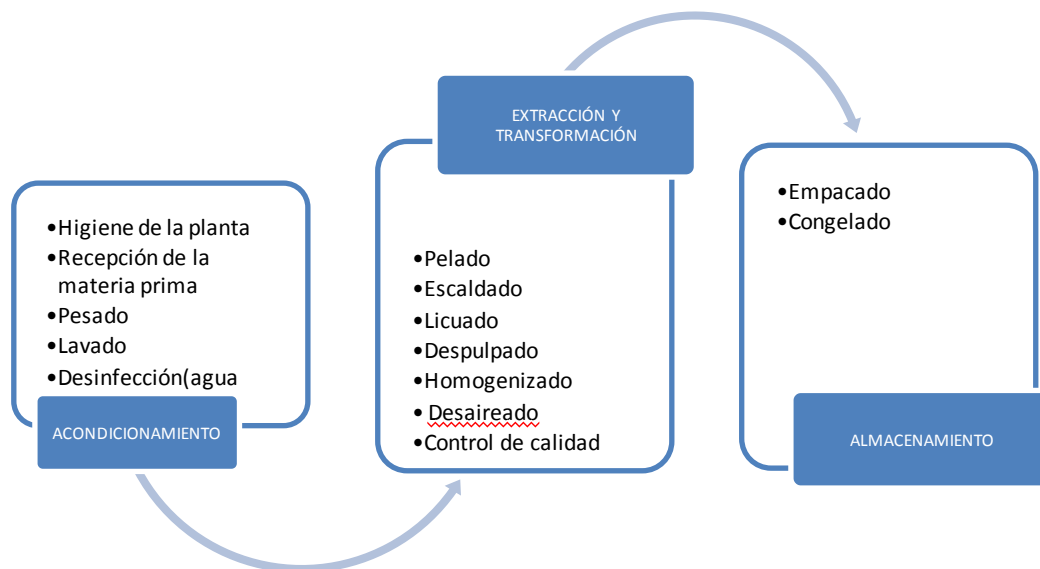 •Higiene de la planta
•Recepción de la
materia prima
•Pesado
•Lavado
•Desinfección(agua
ACONDICIONAMIENTO
EXTRACCIÓN Y
TRANSFORMACIÓN
•Pelado
•Escaldado
•Licuado
•Despulpado
•Homogenizado
• Desaireado
•Control de calidad
•Empacado
•Congelado
ALMACENAMIENTO